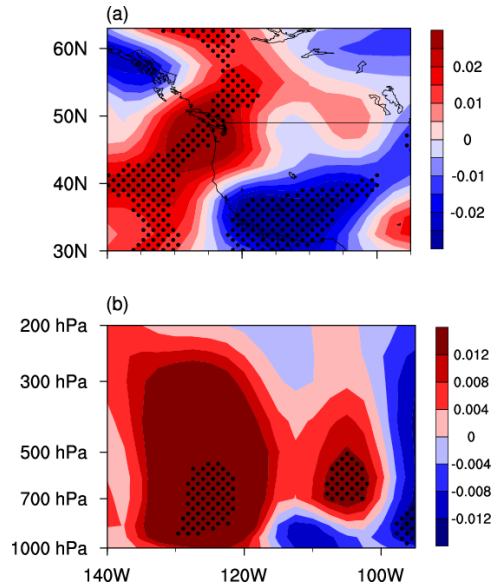 (a)
60N
50N
40N
30N
0.02
0.01
0
-0.01
-0.02
(b)
200 hPa
300 hPa
500 hPa
700 hPa
1000 hPa
140W
120W
100W
0.012
0.008
0.004
0
-0.004
-0.008
-0.012